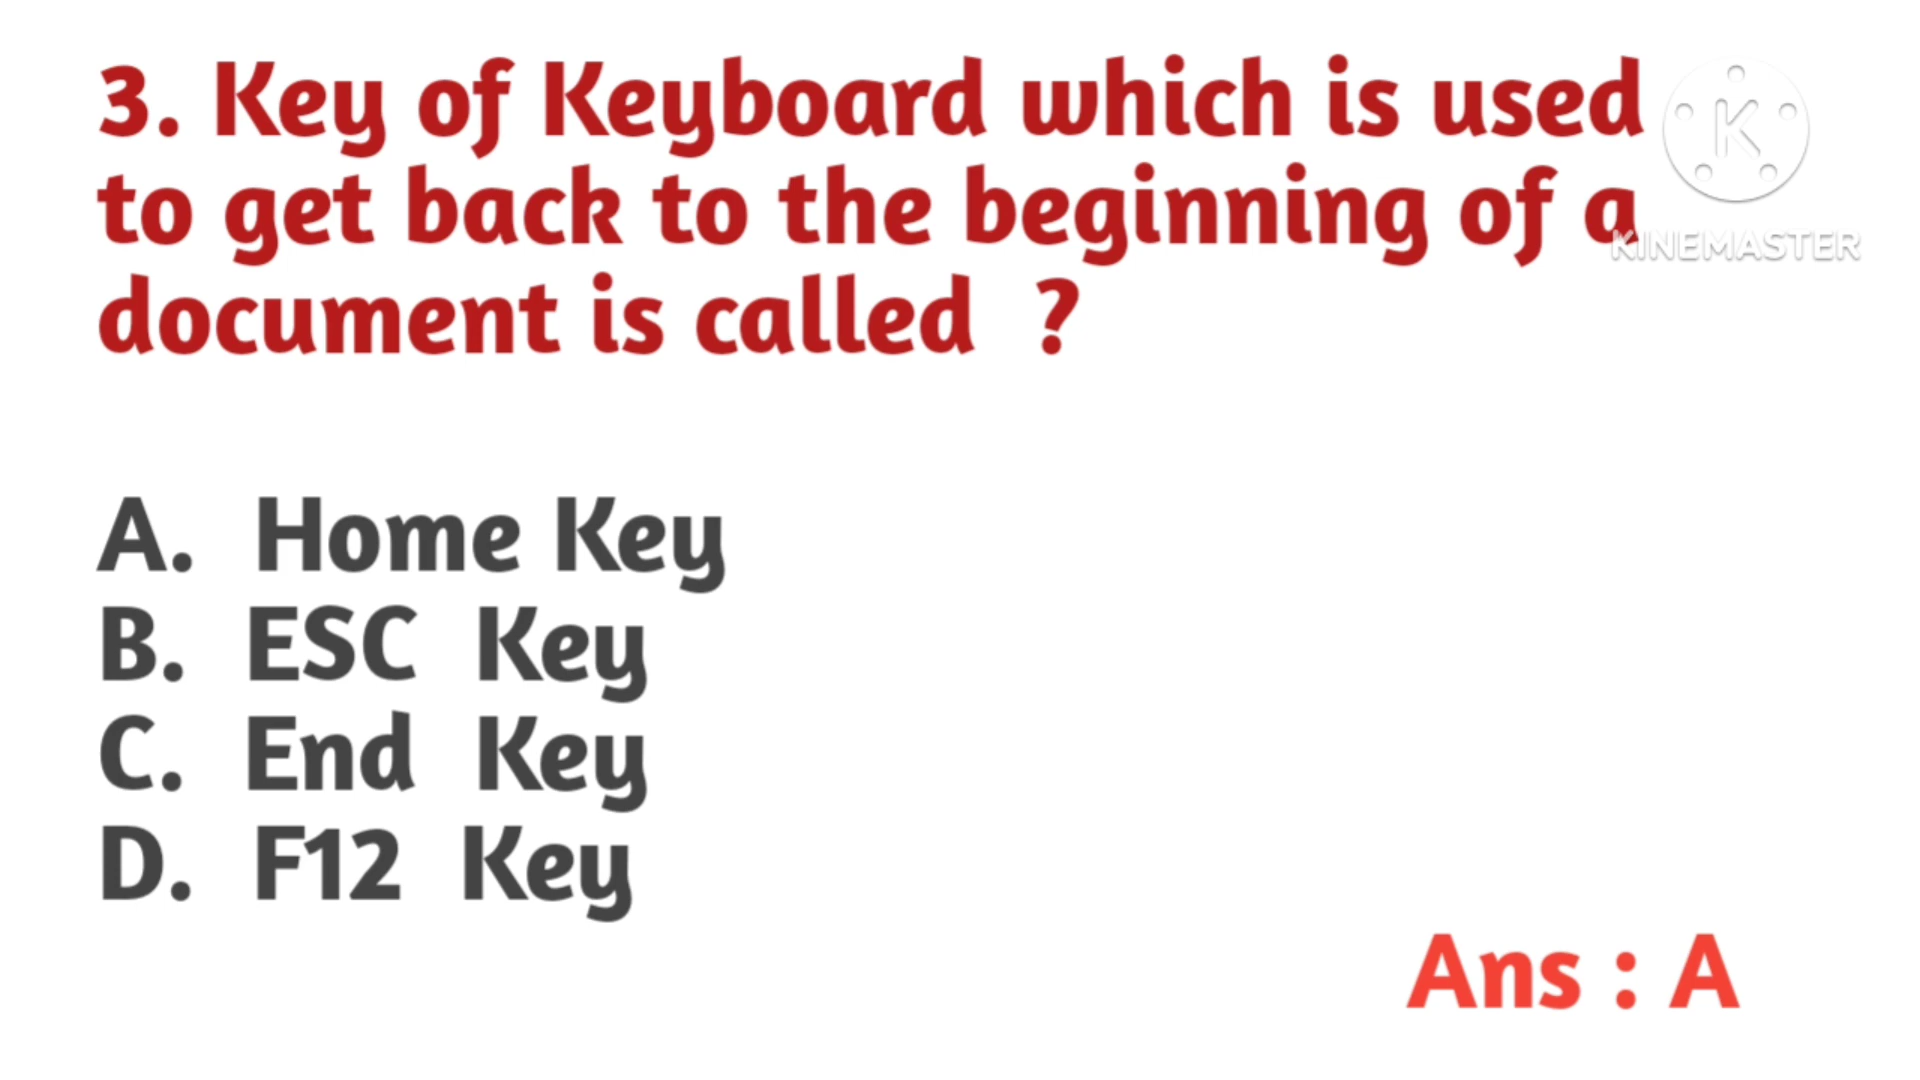 3. Key of Keyboard which is used
to get back to the beginning of a
document is called ?
K
KINEMASTER
A. Home Key
B. ESC Key
C. End Key
D. F12 Key
Ans : A